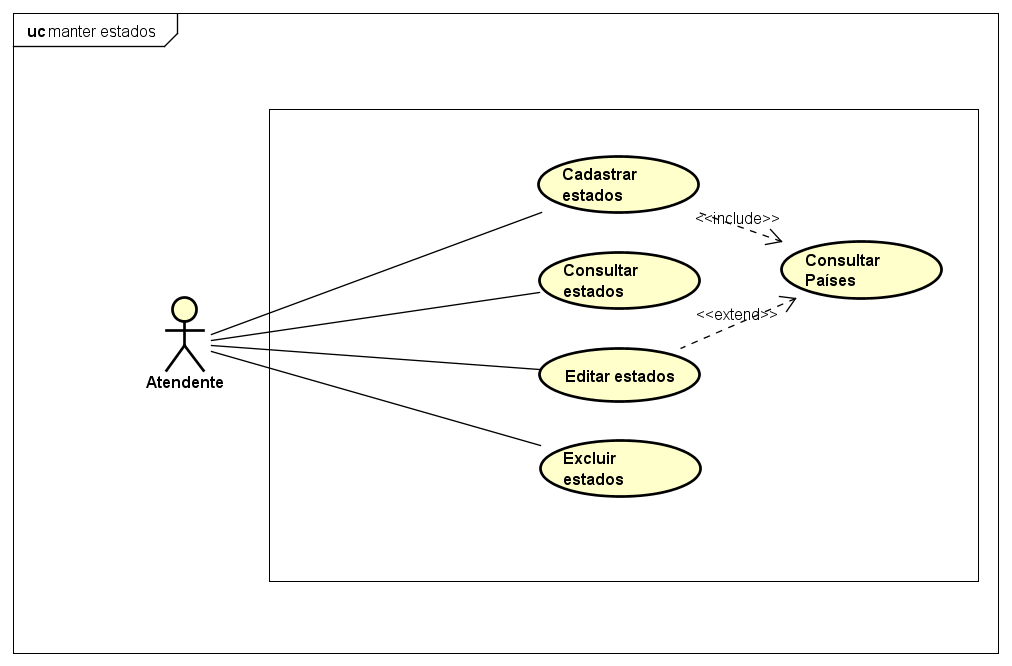 uc manter estados
Cadastrar
estados
<<include>>
Consultar
estados
Consultar
Países
<<extend>>
Editar estados
Atendente
Excluir
estados